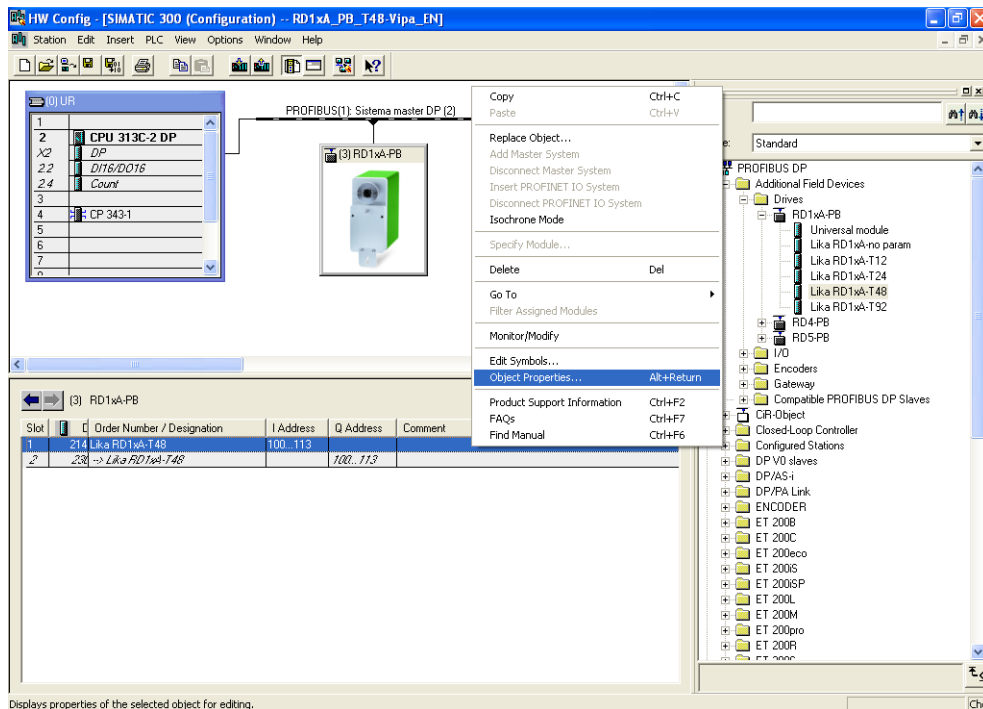 HW Config - [SIMATIC 300 (Configuration) -- RD1xA_PB_T48-Vipa_EN]
Station Edit Insert PLC View Options Window Help
(0) UR
1
2 CPU 313C-2 DP
X2 DP
2.2 DI16/DO16
2.4 Count
3
4 CP 343-1
5
6
7
PROFIBUS(1): Sistema master DP (2)
(3) RD1xA-PB
Copy Ctrl+C
Paste Ctrl+V
Replace Object...
Add Master System
Disconnect Master System
Insert PROFINET IO System
Disconnect PROFINET IO System
Isochrone Mode
Specify Module...
Delete Del
Go To
Filter Assigned Modules
Monitor/Modify
Edit Symbols...
Object Properties... Alt+Return
Product Support Information Ctrl+F2
FAQs Ctrl+F7
Find Manual Ctrl+F6
Standard
PROFIBUS DP
Additional Field Devices
Drives
RD1xA-PB
Universal module
Lika RD1xA-no param
Lika RD1xA-T12
Lika RD1xA-T24
Lika RD1xA-T48
Lika RD1xA-T92
RD4-PB
RD5-PB
I/O
Encoders
Gateway
Compatible PROFIBUS DP Slaves
CiR-Object
Closed-Loop Controller
Configured Stations
DP V0 slaves
DP/AS-i
DP/PA Link
ENCODER
ET 200B
ET 200C
ET 200eco
ET 200iS
ET 200iSP
ET 200L
ET 200M
ET 200pro
ET 200R
(3) RD1xA-PB
Slot D Order Number / Designation I Address Q Address Comment
1 214 Lika RD1xA-T48 100...113
2 230 --> Lika RD1xA-T48 100...113
Displays properties of the selected object for editing.